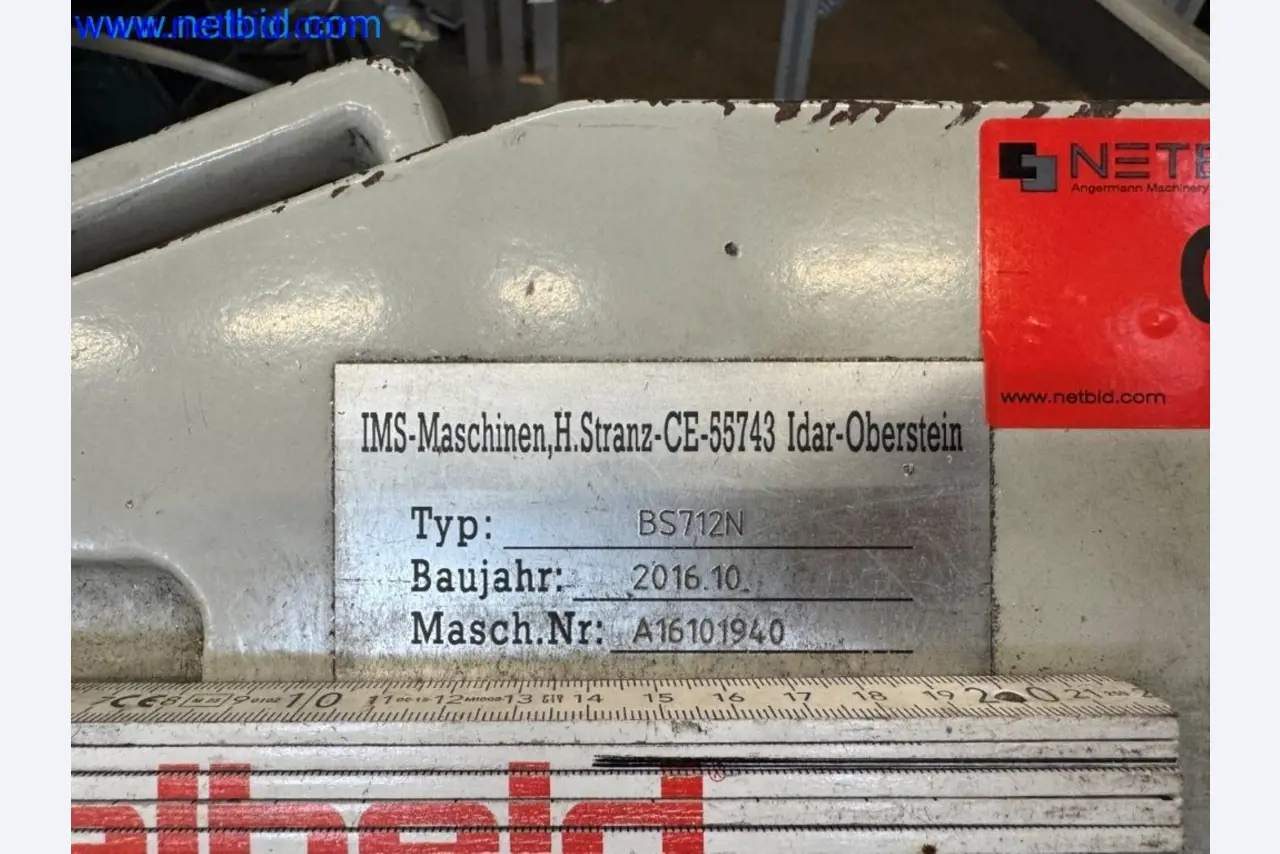 www.netbid.com
Angermann Machinery
www.netbid.com
IMS-Maschinen,H.Stranz-CE-55743 Idar-Oberstein
Typ: BS712N
Baujahr: 2016.10
Masch.Nr: A16101940
10 11 12 13 14 15 16 17 18 19 20 21